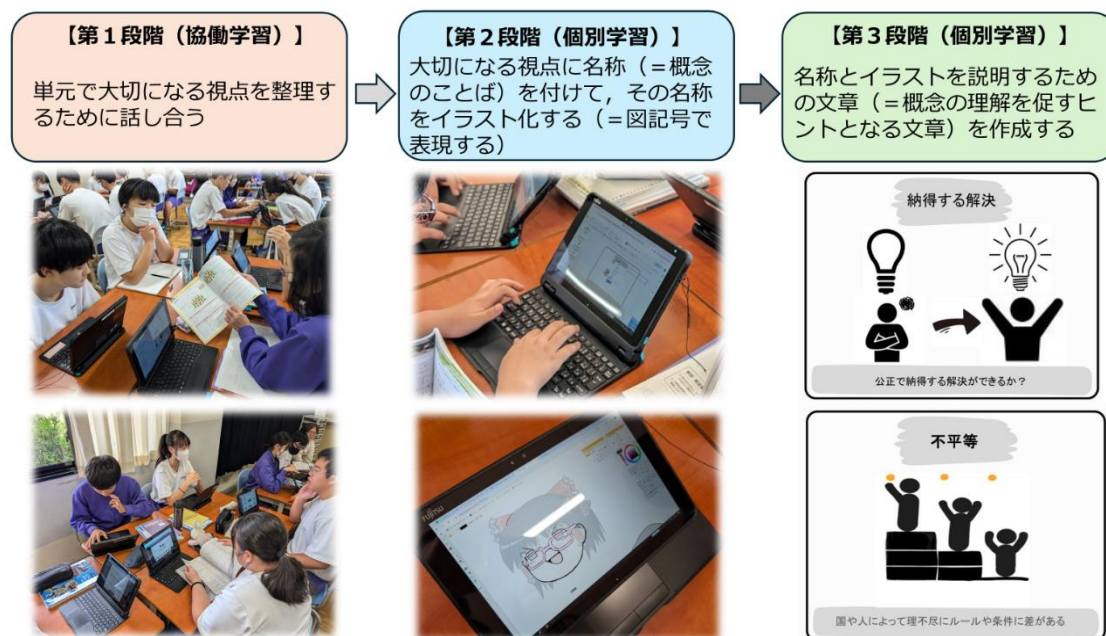 【第１段階（協働学習）】
単元で大切になる視点を整理す
るために話し合う
【第２段階（個別学習）】
大切になる視点に名称（＝概念
のことば）を付けて，その名称
をイラスト化する（＝図記号で
表現する）
【第３段階（個別学習）】
名称とイラストを説明するため
の文章（＝概念の理解を促すヒ
ントとなる文章）を作成する
納得する解決
公正で納得する解決ができるか？
FUJITSU
不平等
国や人によって理不尽にルールや条件に差がある